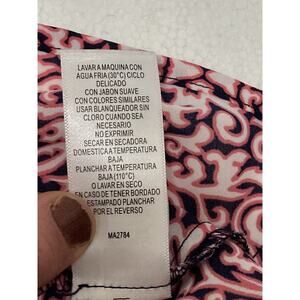 LAVAR A MAQUINA CON
AGUA FRIA (30°C) CICLO
DELICADO
CON JABON SUAVE
CON COLORES SIMILARES
USAR BLANQUEADOR SIN
CLORO CUANDO SEA
NECESARIO
NO EXPRIMIR
SECAR EN SECADORA
DOMESTICA A TEMPERATURA
BAJA
PLANCHAR A TEMPERATURA
BAJA (110°C)
O LAVAR EN SECO
EN CASO DE TENER BORDADO
ESTAMPADO PLANCHAR
POR EL REVERSO
MA2784